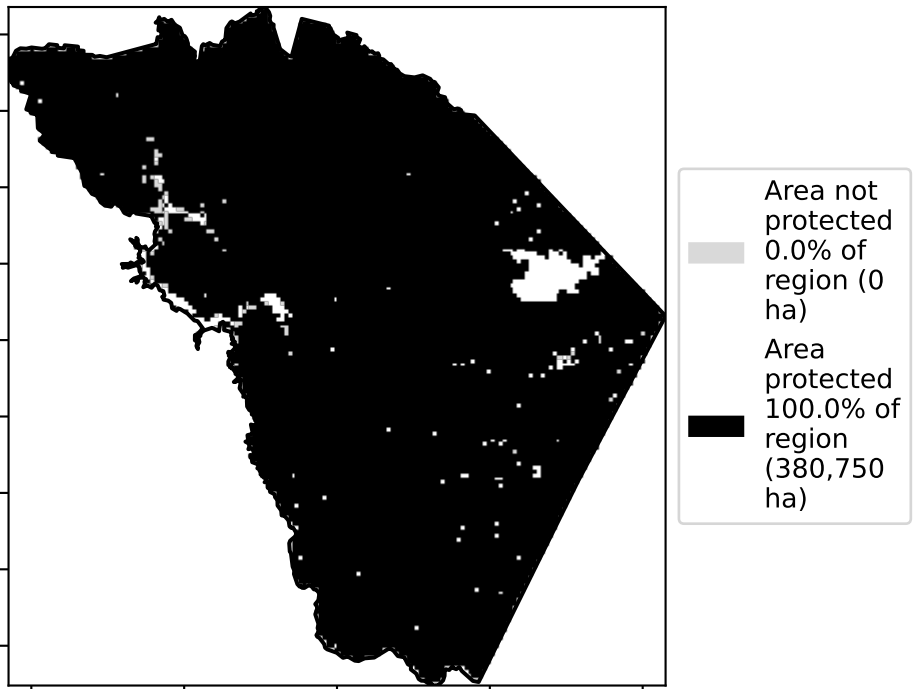 Area not
protected
0.0% of
region (0
ha)
Area
protected
100.0% of
region
(380,750
ha)